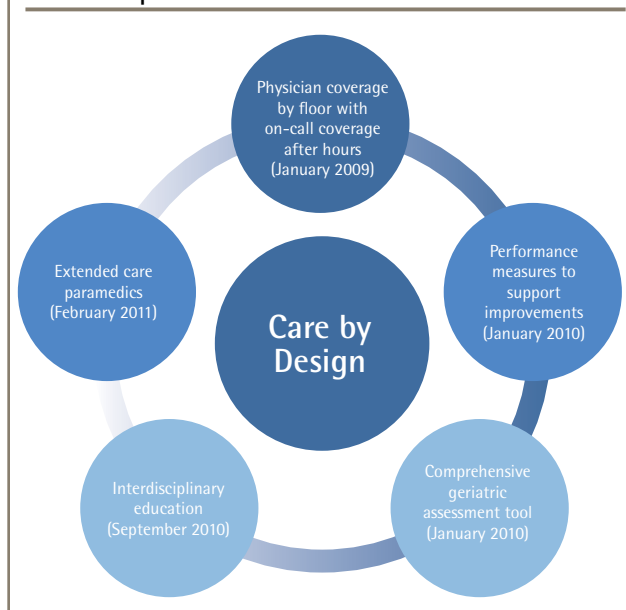 Physician coverage
by floor with
on-call coverage
after hours
(January 2009)
Performance
measures to
support
improvements
(January 2010)
Comprehensive
geriatric
assessment tool
(January 2010)
Interdisciplinary
education
(September 2010)
Extended care
paramedics
(February 2011)
Care by
Design